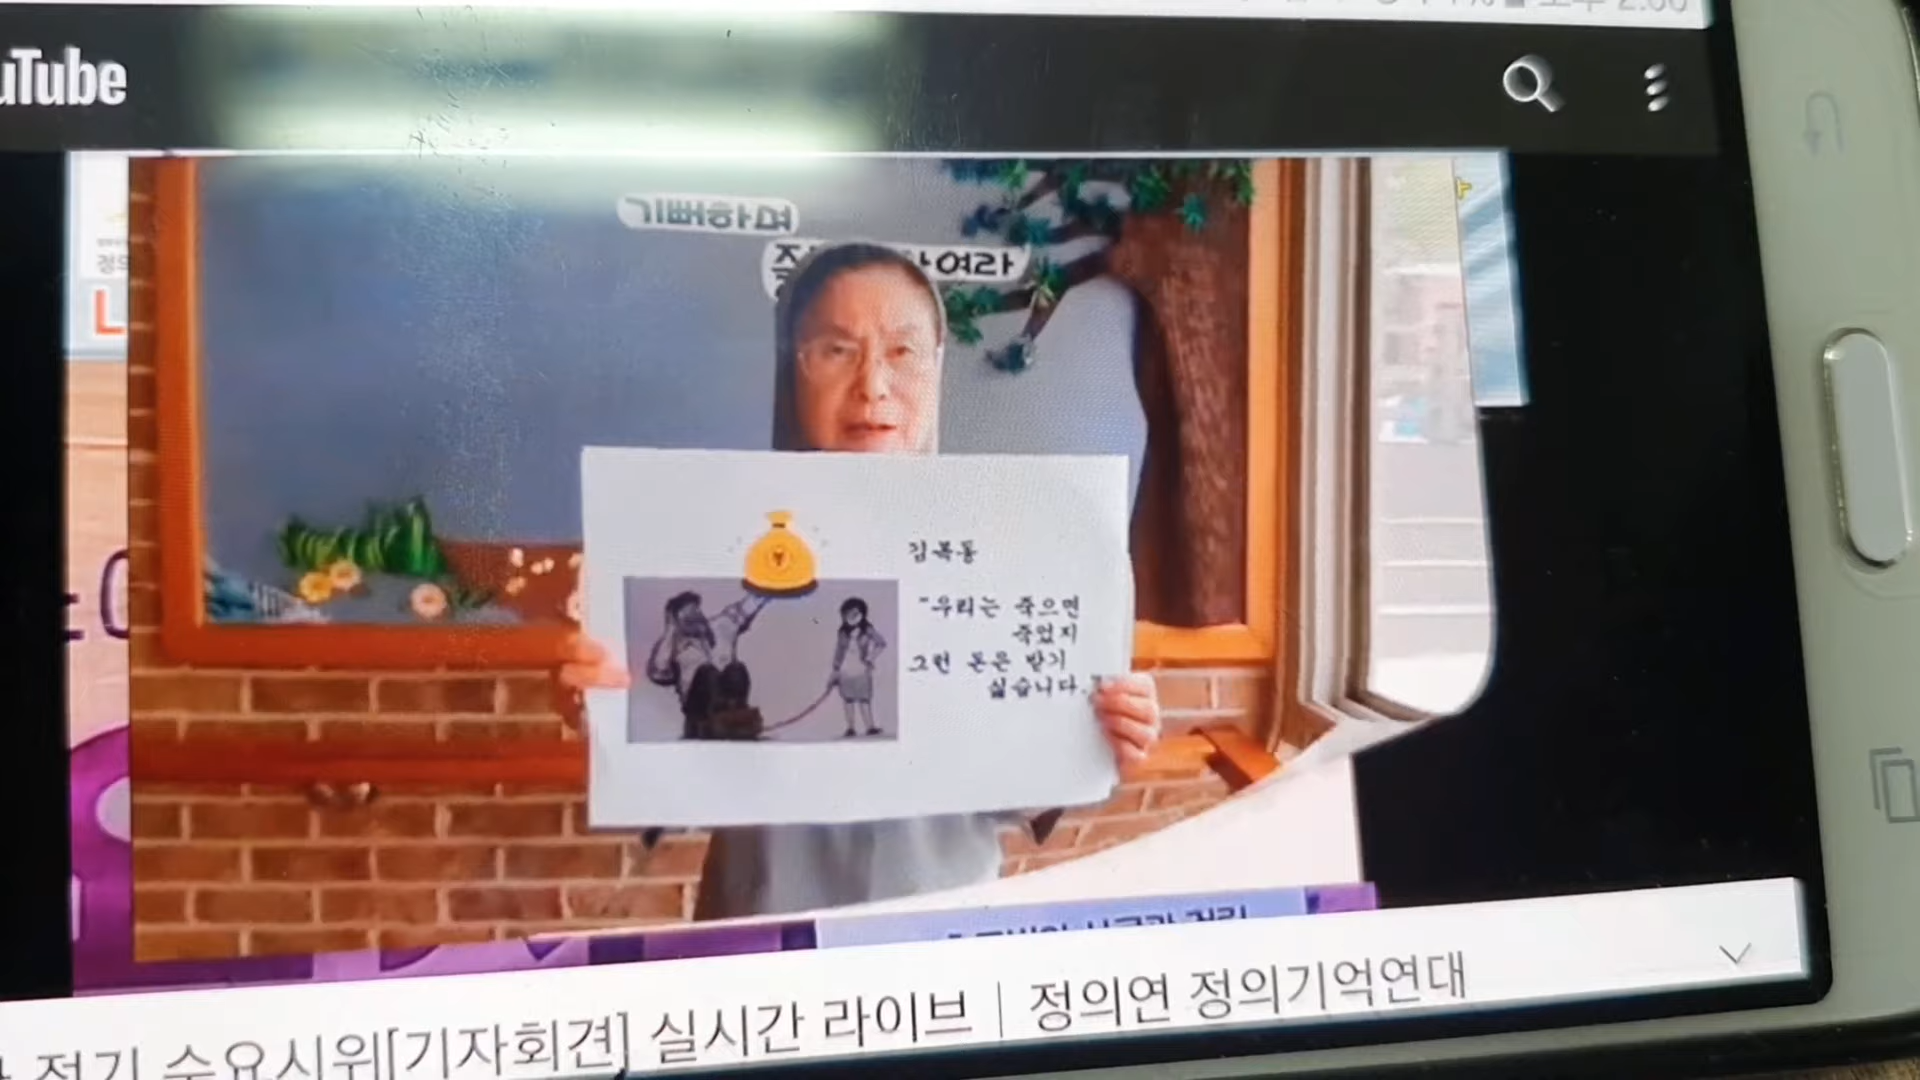 uTube
기뻐하며
여라
김복동
"우리는 죽으면
죽었지
그런 돈은 받기
싫습니다."
정기 수요시위[기자회견] 실시간 라이브 | 정의연 정의기억연대